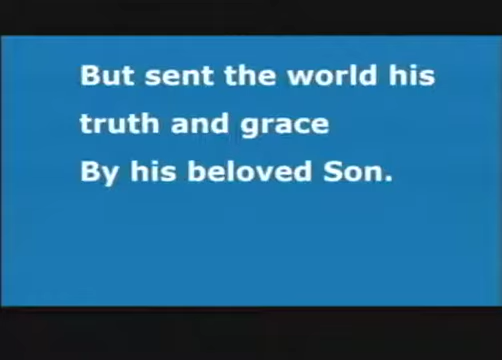 But sent the world his
truth and grace
By his beloved Son.